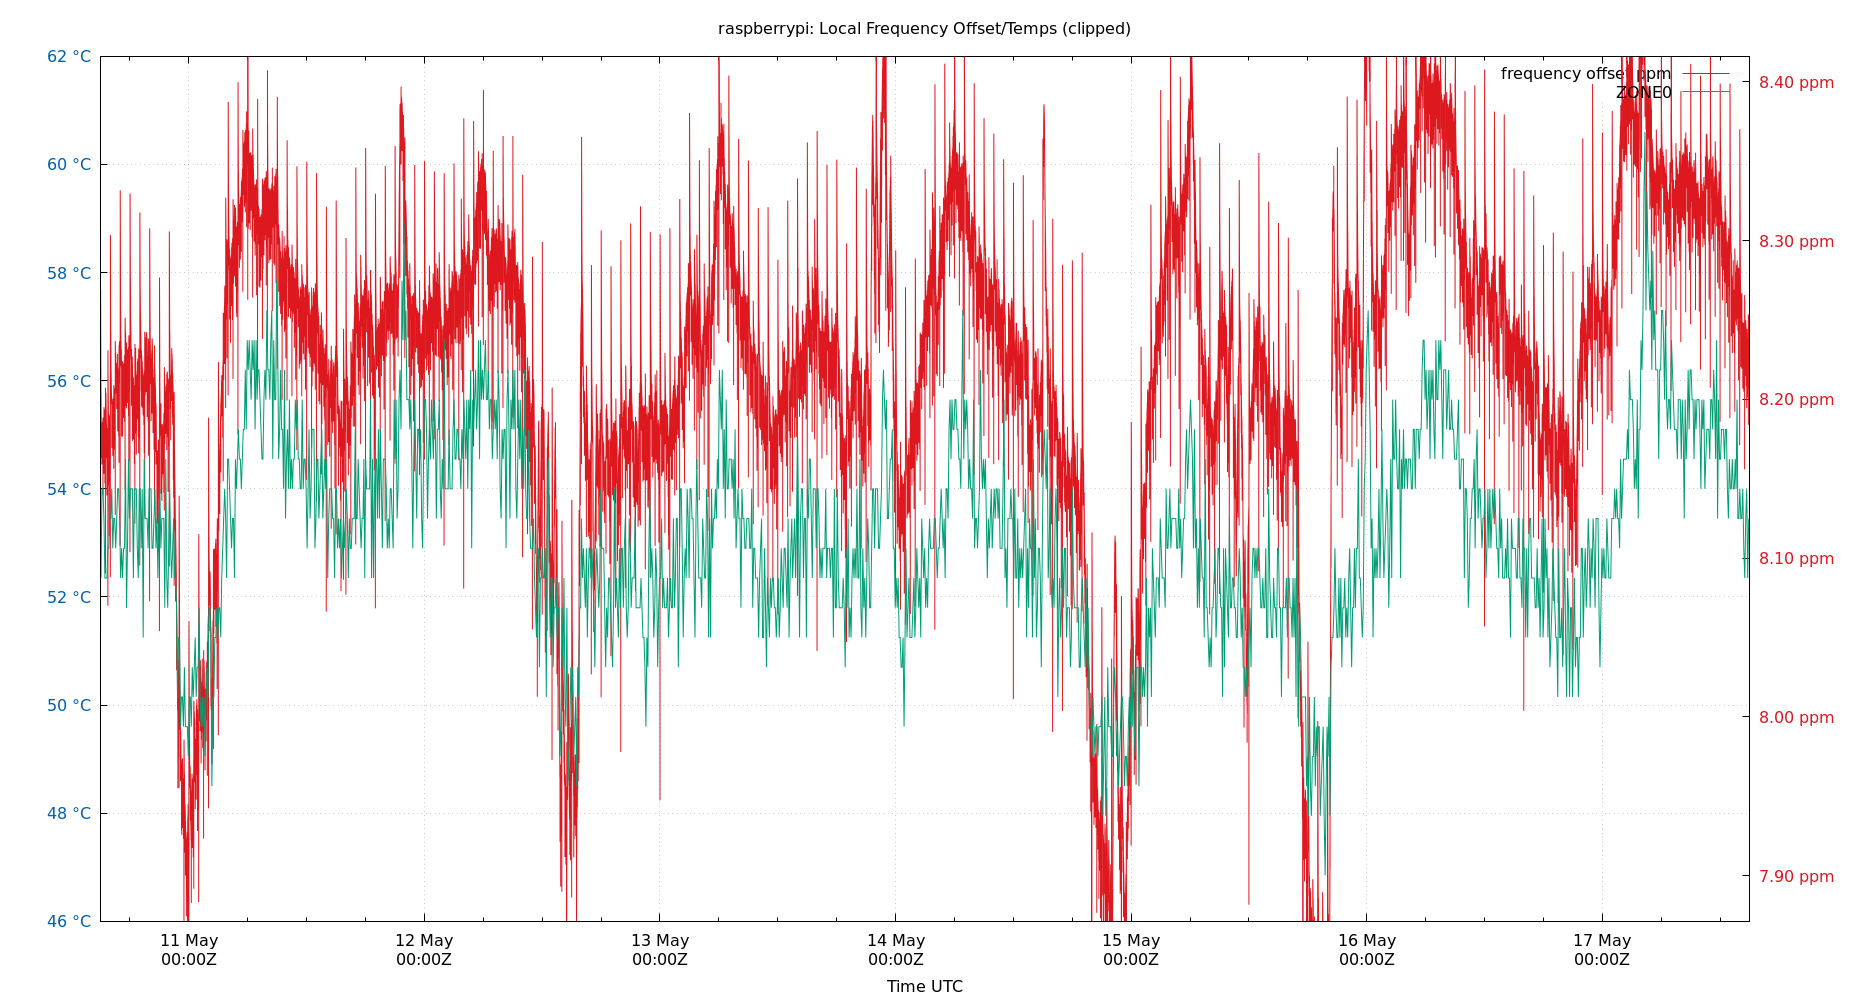 raspberrypi: Local Frequency Offset/Temps (clipped)
62 °C
60 °C
58 °C
56 °C
54 °C
52 °C
50 °C
48 °C
46 °C
frequency offset ppm
ZONE0
8.40 ppm
8.30 ppm
8.20 ppm
8.10 ppm
8.00 ppm
7.90 ppm
11 May
00:00Z
12 May
00:00Z
13 May
00:00Z
14 May
00:00Z
15 May
00:00Z
16 May
00:00Z
17 May
00:00Z
Time UTC